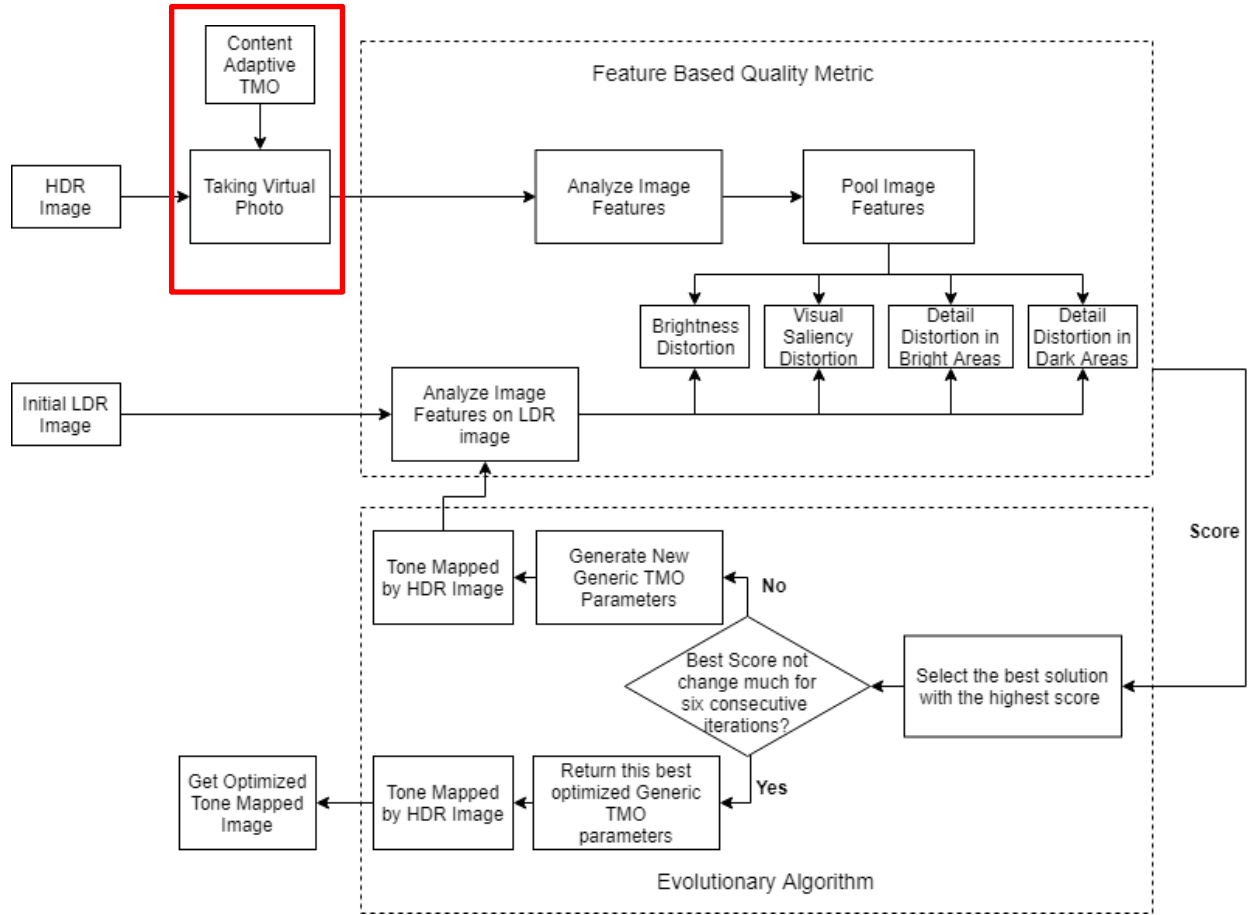 Content
Adaptive
TMO
Feature Based Quality Metric
HDR
Image
Taking Virtual
Photo
Analyze Image
Features
Pool Image
Features
Brightness
Distortion
Visual
Saliency
Distortion
Detail
Distortion in
Bright Areas
Detail
Distortion in
Dark Areas
Initial LDR
Image
Analyze Image
Features on LDR
image
Score
Tone Mapped
by HDR Image
Generate New
Generic TMO
Parameters
No
Best Score not
change much for
six consecutive
iterations?
Select the best solution
with the highest score
Yes
Get Optimized
Tone Mapped
Image
Tone Mapped
by HDR Image
Return this best
optimized Generic
TMO
parameters
Evolutionary Algorithm